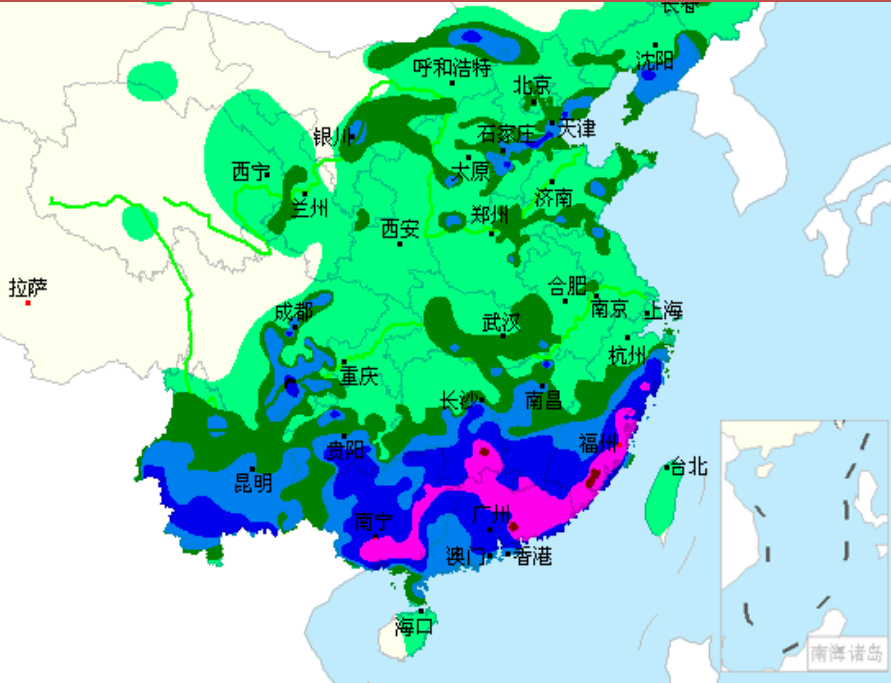 长春
沈阳
呼和浩特
北京
天津
银川
石家庄
太原
西宁
济南
兰州
郑州
西安
拉萨
合肥
南京
上海
成都
武汉
杭州
重庆
长沙
南昌
贵阳
福州
台北
昆明
南宁
广州
澳门
香港
海口
南海诸岛